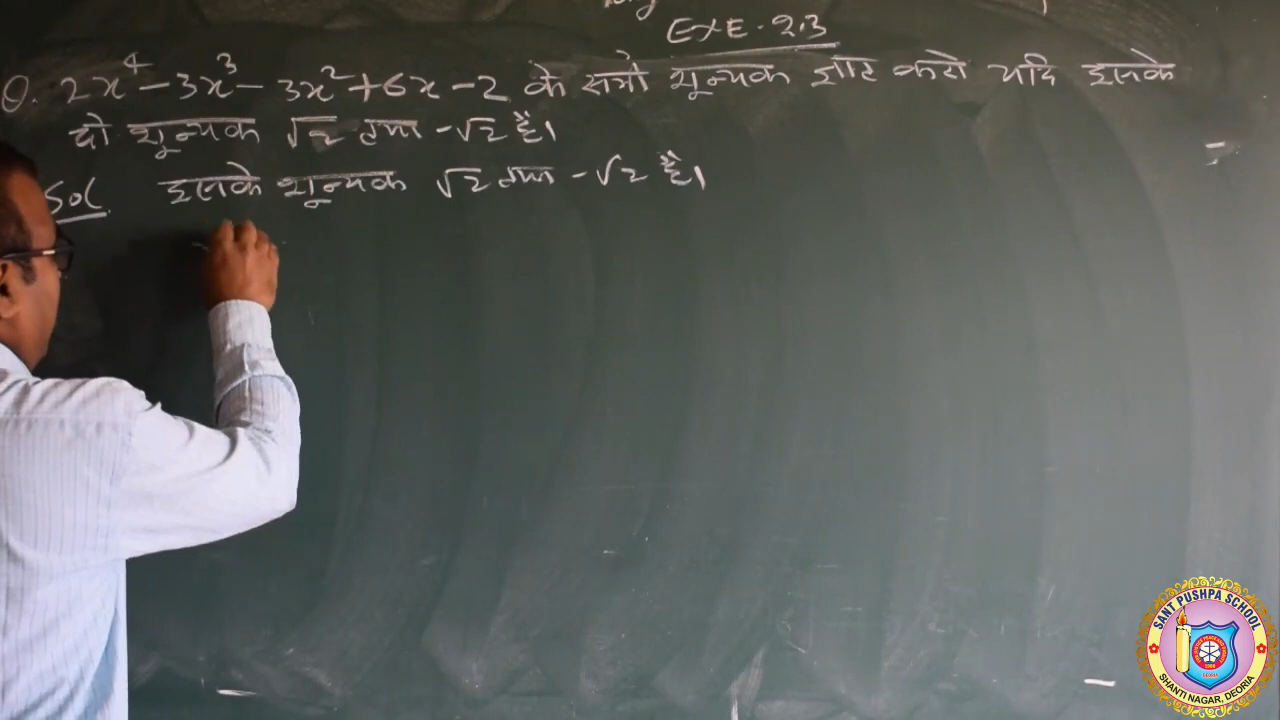 EXE - 2.3
Q. 2x⁴ - 3x³ - 3x² + 6x - 2 के सभी शून्यक ज्ञात करो यदि इसके
दो शून्यक √2 तथा -√2 हैं।
Sol इसके शून्यक √2 तथा -√2 हैं।
SANT PUSHPA SCHOOL
SHANTI NAGAR, DEORIA